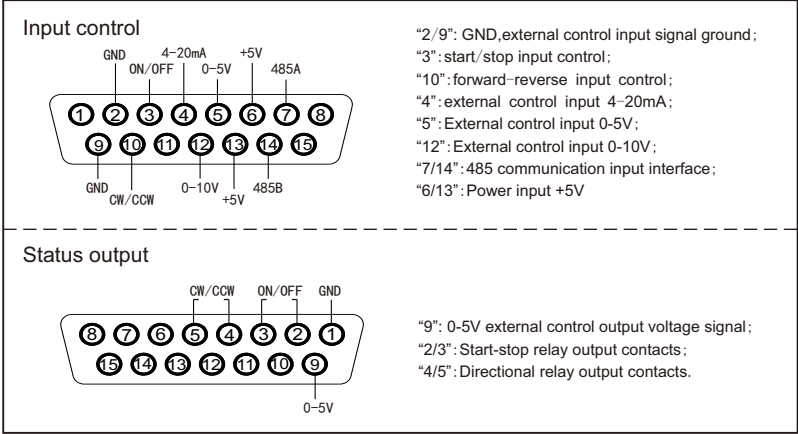 Input control
GND 4-20mA +5V
ON/OFF 0-5V 485A
1 2 3 4 5 6 7 8
9 10 11 12 13 14 15
GND 0-10V 485B
CW/CCW +5V
“2/9”: GND,external control input signal ground;
“3”:start/stop input control;
“10”:forward-reverse input control;
“4”:external control input 4-20mA;
“5”:External control input 0-5V;
“12”:External control input 0-10V;
“7/14”:485 communication input interface;
“6/13”:Power input +5V
Status output
CW/CCW ON/OFF GND
8 7 6 5 4 3 2 1
15 14 13 12 11 10 9
0-5V
“9”: 0-5V external control output voltage signal;
“2/3”:Start-stop relay output contacts;
“4/5”:Directional relay output contacts.